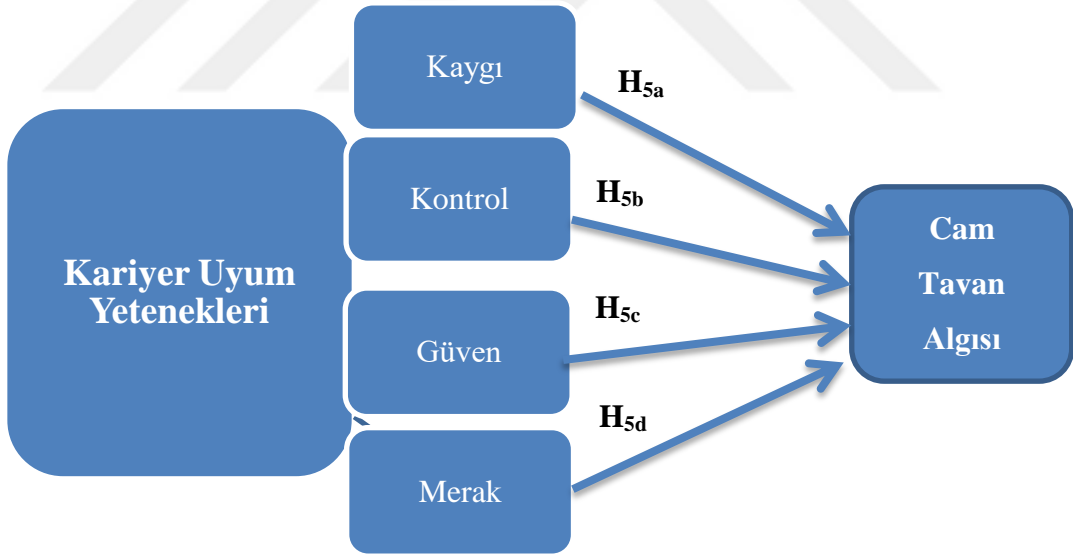 Kaygı
H5a
Kontrol
H5b
Kariyer Uyum
Yetenekleri
Cam
Tavan
Algısı
Güven
H5c
Merak
H5d